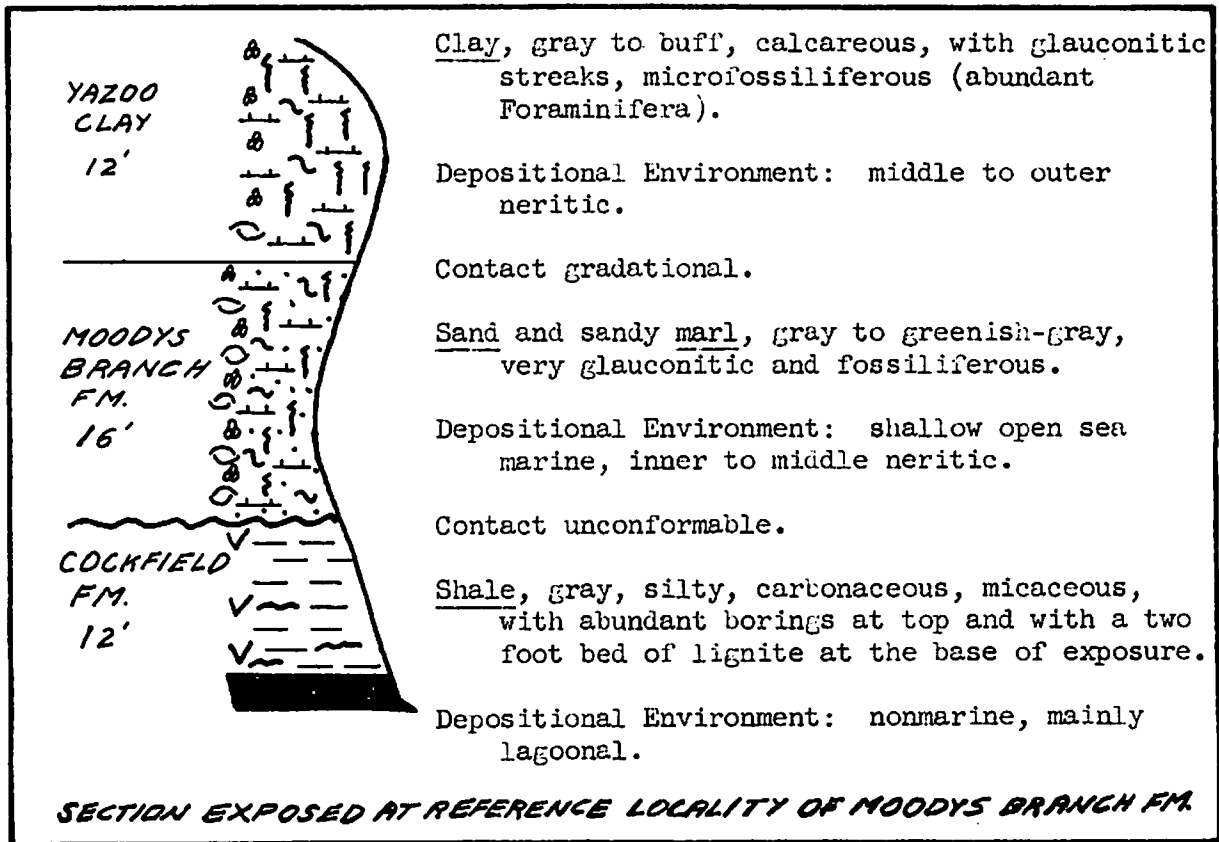 YAZOO
CLAY
12'
Clay, gray to buff, calcareous, with glauconitic
streaks, microfossiliferous (abundant
Foraminifera).
Depositional Environment: middle to outer
neritic.
Contact gradational.
MOODYS
BRANCH
FM.
16'
Sand and sandy marl, gray to greenish-gray,
very glauconitic and fossiliferous.
Depositional Environment: shallow open sea
marine, inner to middle neritic.
Contact unconformable.
COCKFIELD
FM.
12'
Shale, gray, silty, carbonaceous, micaceous,
with abundant borings at top and with a two
foot bed of lignite at the base of exposure.
Depositional Environment: nonmarine, mainly
lagoonal.
SECTION EXPOSED AT REFERENCE LOCALITY OF MOODYS BRANCH FM.